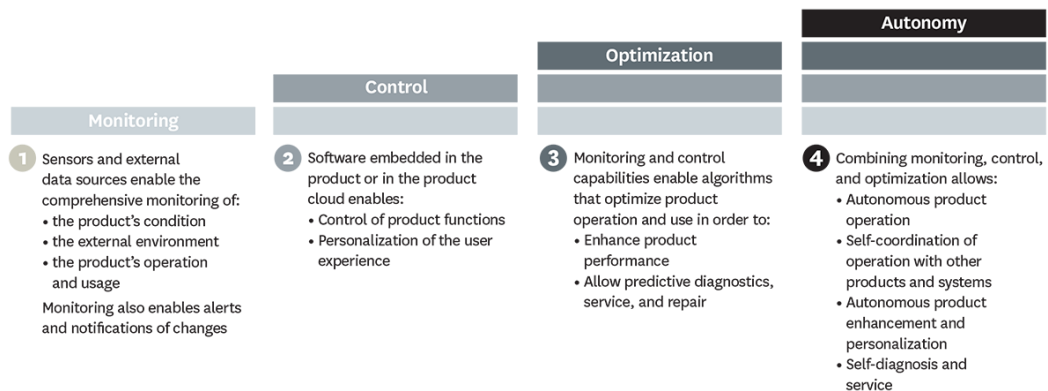 Monitoring
1
Sensors and external
data sources enable the
comprehensive monitoring of:
• the product's condition
• the external environment
• the product's operation
and usage
Monitoring also enables alerts
and notifications of changes
Control
2
Software embedded in the
product or in the product
cloud enables:
• Control of product functions
• Personalization of the user
experience
Optimization
3
Monitoring and control
capabilities enable algorithms
that optimize product
operation and use in order to:
• Enhance product
performance
• Allow predictive diagnostics,
service, and repair
Autonomy
4
Combining monitoring, control,
and optimization allows:
• Autonomous product
operation
• Self-coordination of
operation with other
products and systems
• Autonomous product
enhancement and
personalization
• Self-diagnosis and
service